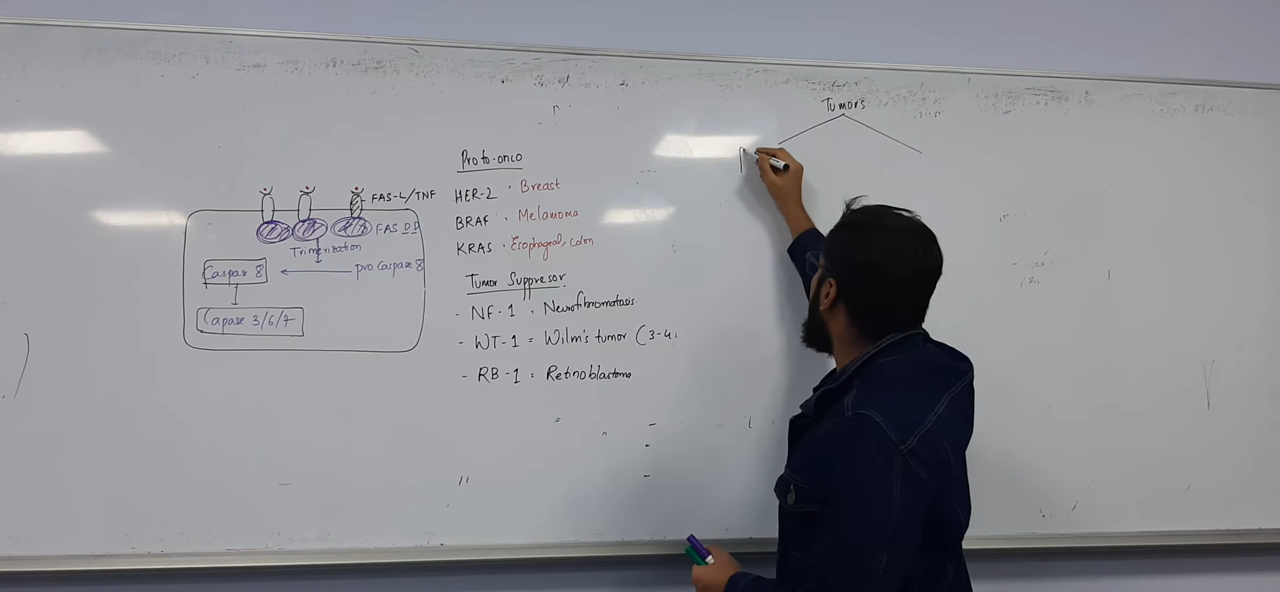 Tumors
Proto-onco
HER-2 · Breast
BRAF · Melanoma
KRAS · Esophageal, colon
Tumor Suppresor
- NF-1 : Neurofibromatosis
- WT-1 = Wilm's tumor (3-4
- RB-1 : Retinoblastoma
FAS-L/TNF
FAS DD
Trimerization
Caspase 8
pro Caspase 8
Capase 3/6/7